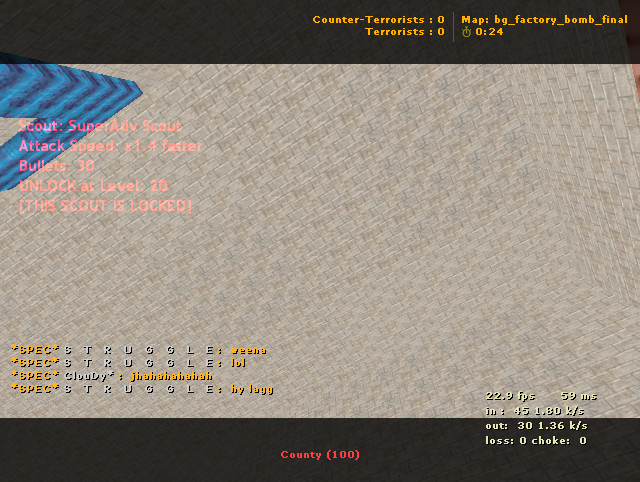 Counter-Terrorists : 0
Terrorists : 0
Map: bg_factory_bomb_final
0:24
Scout: SuperAdv Scout
Attack Speed: x1.4 faster
Bullets: 30
UNLOCK at Level: 20
[THIS SCOUT IS LOCKED]
*SPEC* S T R U G G L E : weena
*SPEC* S T R U G G L E : lol
*SPEC* ClouDy* : jhahahahahah
*SPEC* S T R U G G L E : hy lagg
22.9 fps 59 ms
in : 45 1.80 k/s
out: 30 1.36 k/s
loss: 0 choke: 0
County (100)